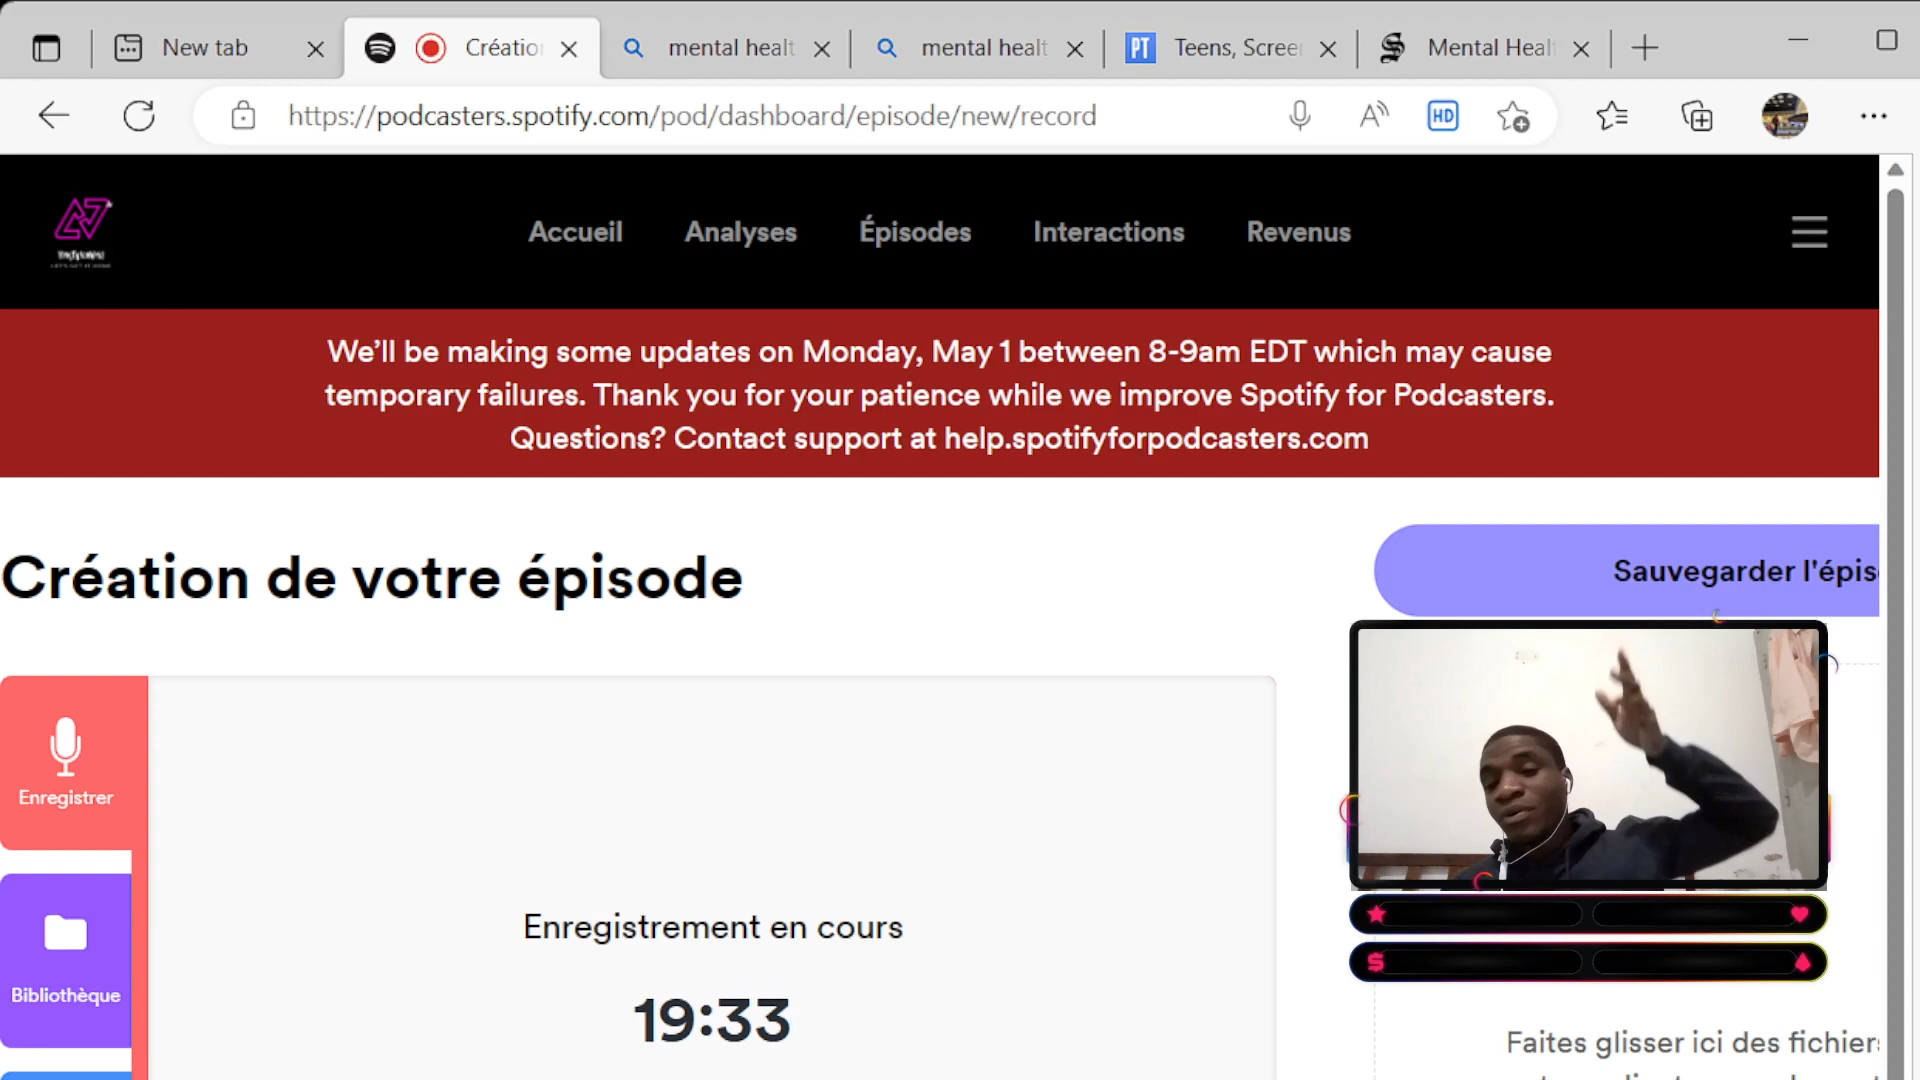 New tab
Création
mental healt
mental healt
PT
Teens, Scree
Mental Heal
https://podcasters.spotify.com/pod/dashboard/episode/new/record
HD
Accueil
Analyses
Épisodes
Interactions
Revenus
We'll be making some updates on Monday, May 1 between 8-9am EDT which may cause
temporary failures. Thank you for your patience while we improve Spotify for Podcasters.
Questions? Contact support at help.spotifyforpodcasters.com
Création de votre épisode
Sauvegarder l'épis
Enregistrer
Bibliothèque
Enregistrement en cours
19:33
Faites glisser ici des fichiers